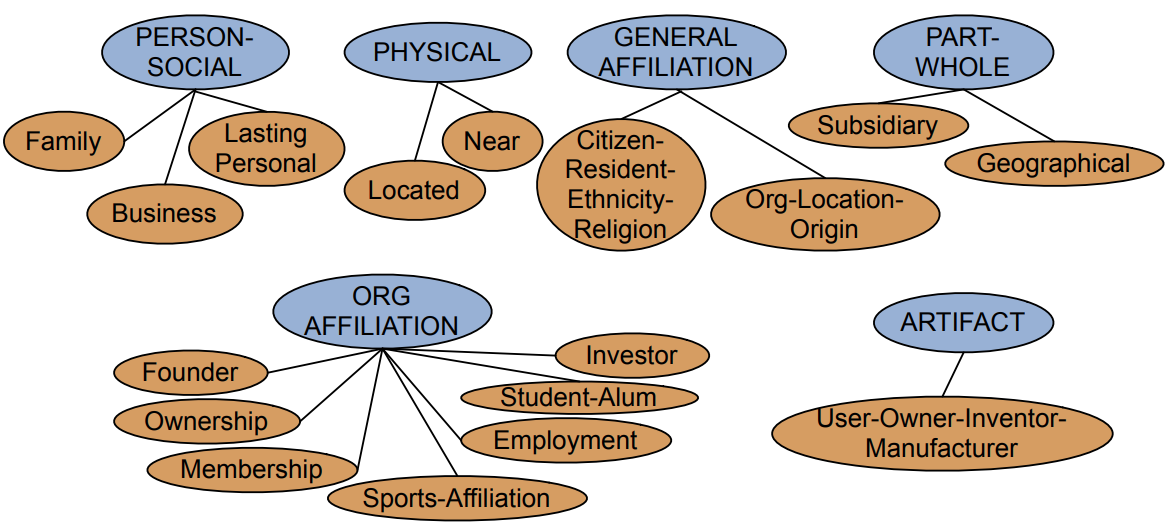 PERSON-
SOCIAL
PHYSICAL
GENERAL
AFFILIATION
PART-
WHOLE
Family
Lasting
Personal
Business
Near
Located
Citizen-
Resident-
Ethnicity-
Religion
Org-Location-
Origin
Subsidiary
Geographical
ORG
AFFILIATION
Founder
Ownership
Membership
Sports-Affiliation
Employment
Student-Alum
Investor
ARTIFACT
User-Owner-Inventor-
Manufacturer